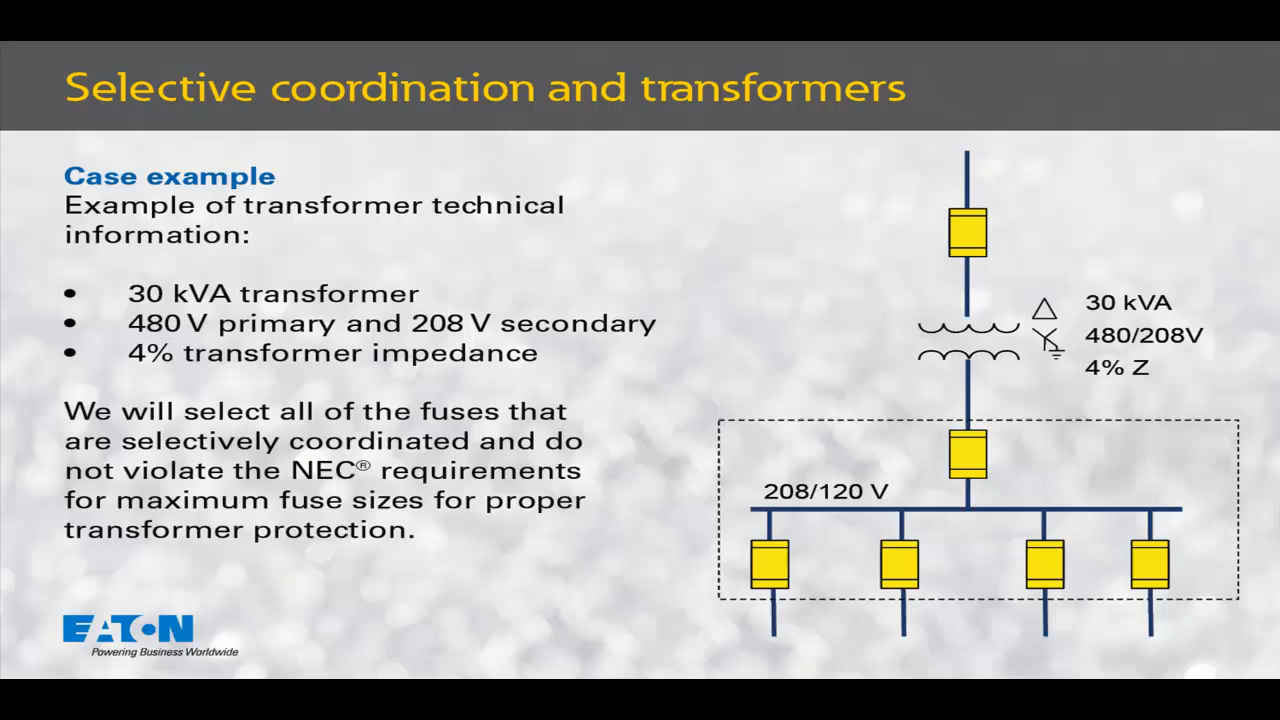 Selective coordination and transformers
Case example
Example of transformer technical
information:
• 30 kVA transformer
• 480 V primary and 208 V secondary
• 4% transformer impedance
We will select all of the fuses that
are selectively coordinated and do
not violate the NEC® requirements
for maximum fuse sizes for proper
transformer protection.
30 kVA
480/208V
4% Z
208/120 V
EATON
Powering Business Worldwide